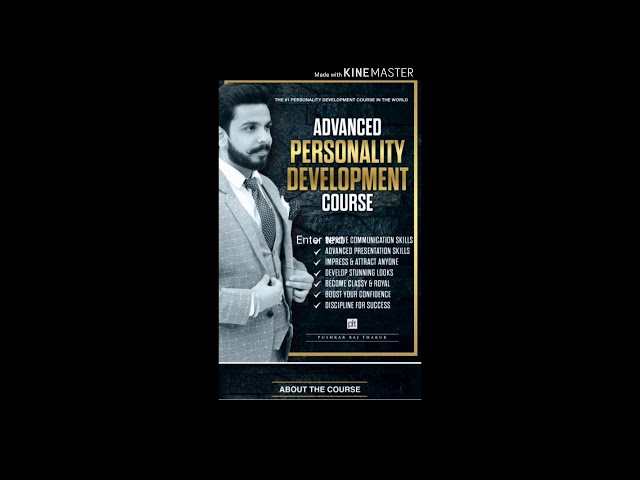 Made with KINEMASTER
THE #1 PERSONALITY DEVELOPMENT COURSE IN THE WORLD
ADVANCED
PERSONALITY
DEVELOPMENT
COURSE
Enter text
COMMUNICATION SKILLS
ADVANCED PRESENTATION SKILLS
IMPRESS & ATTRACT ANYONE
DEVELOP STUNNING LOOKS
BECOME CLASSY & ROYAL
BOOST YOUR CONFIDENCE
DISCIPLINE FOR SUCCESS
PUSHKAR RAJ THAKUR
ABOUT THE COURSE